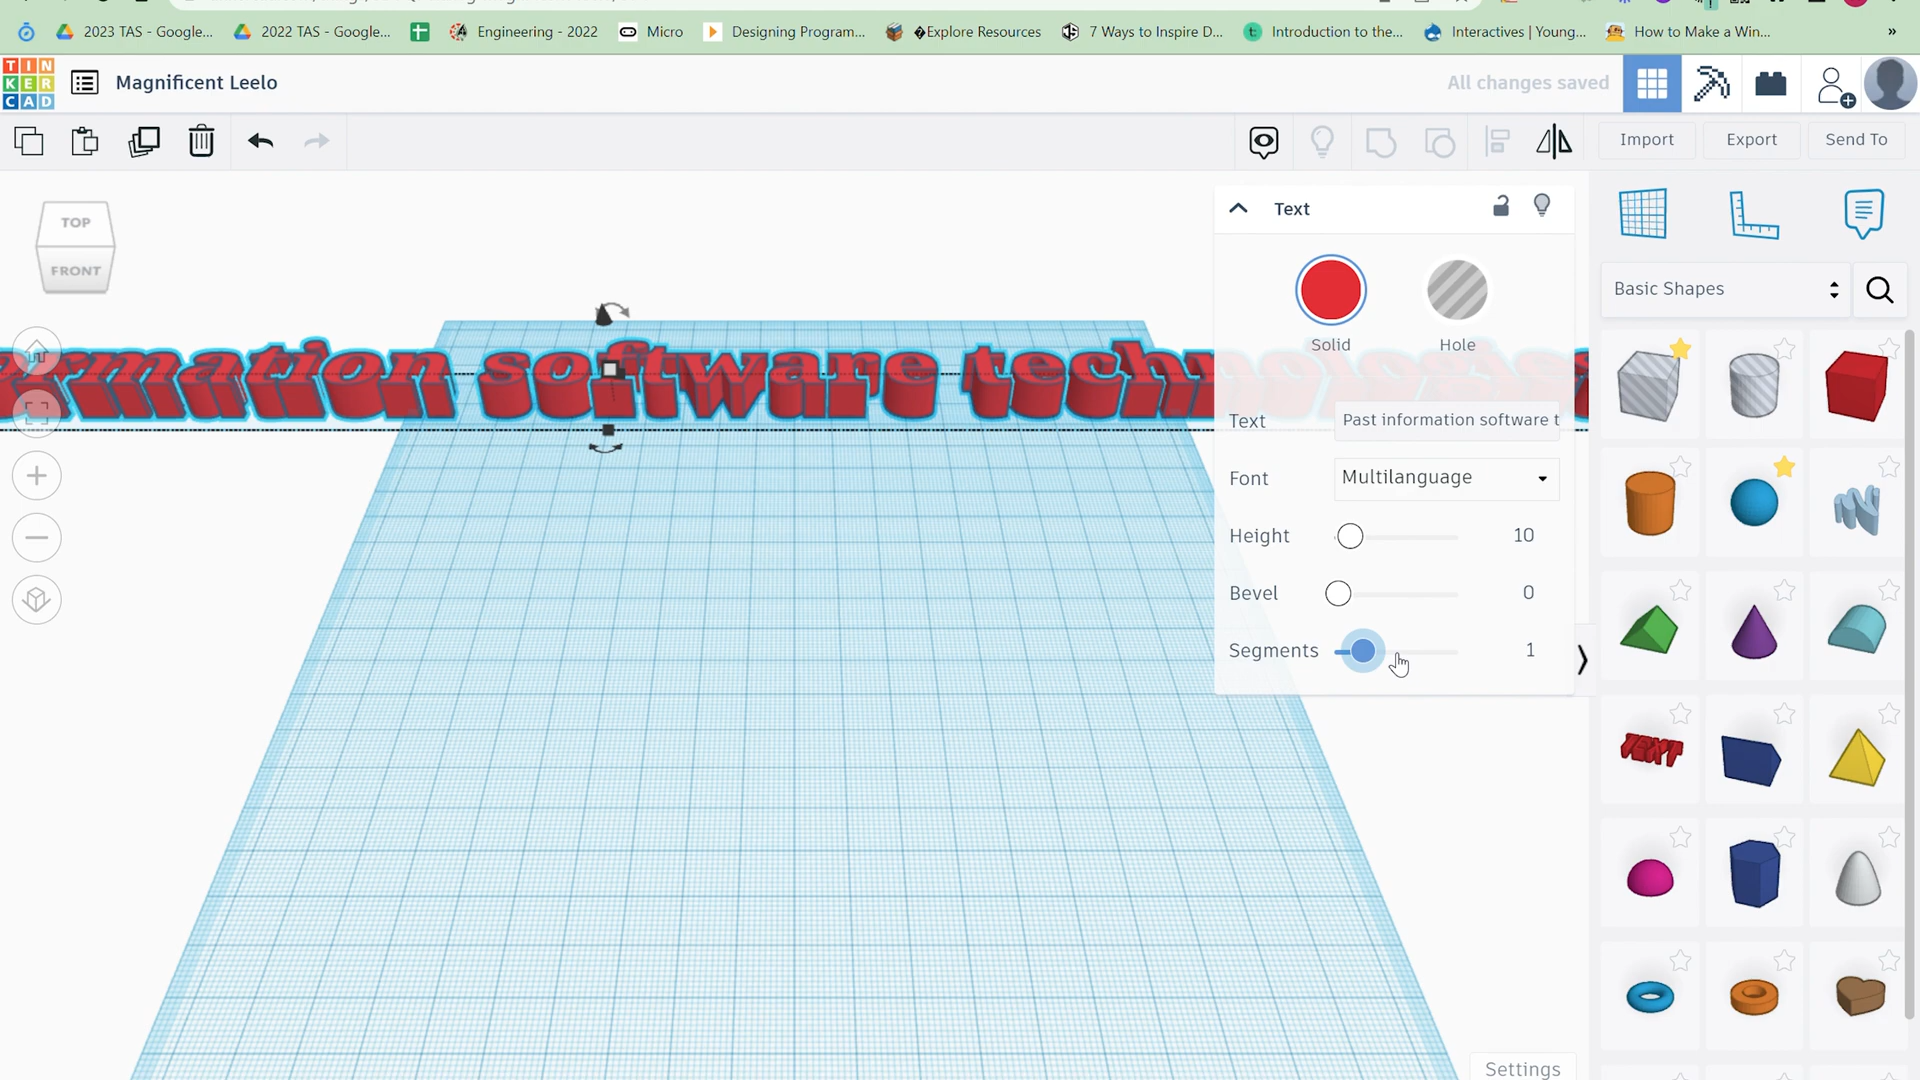 2023 TAS - Google... 2022 TAS - Google... Engineering - 2022 Micro Designing Program... �Explore Resources 7 Ways to Inspire D... Introduction to the... Interactives | Young... How to Make a Win... »
TIN
KER
CAD
Magnificent Leelo
All changes saved
Import Export Send To
TOP
FRONT
Text
Solid Hole
rmation software technologies
Text Past information software t
Font Multilanguage
Height 10
Bevel 0
Segments 1
Basic Shapes
TEXT
Settings